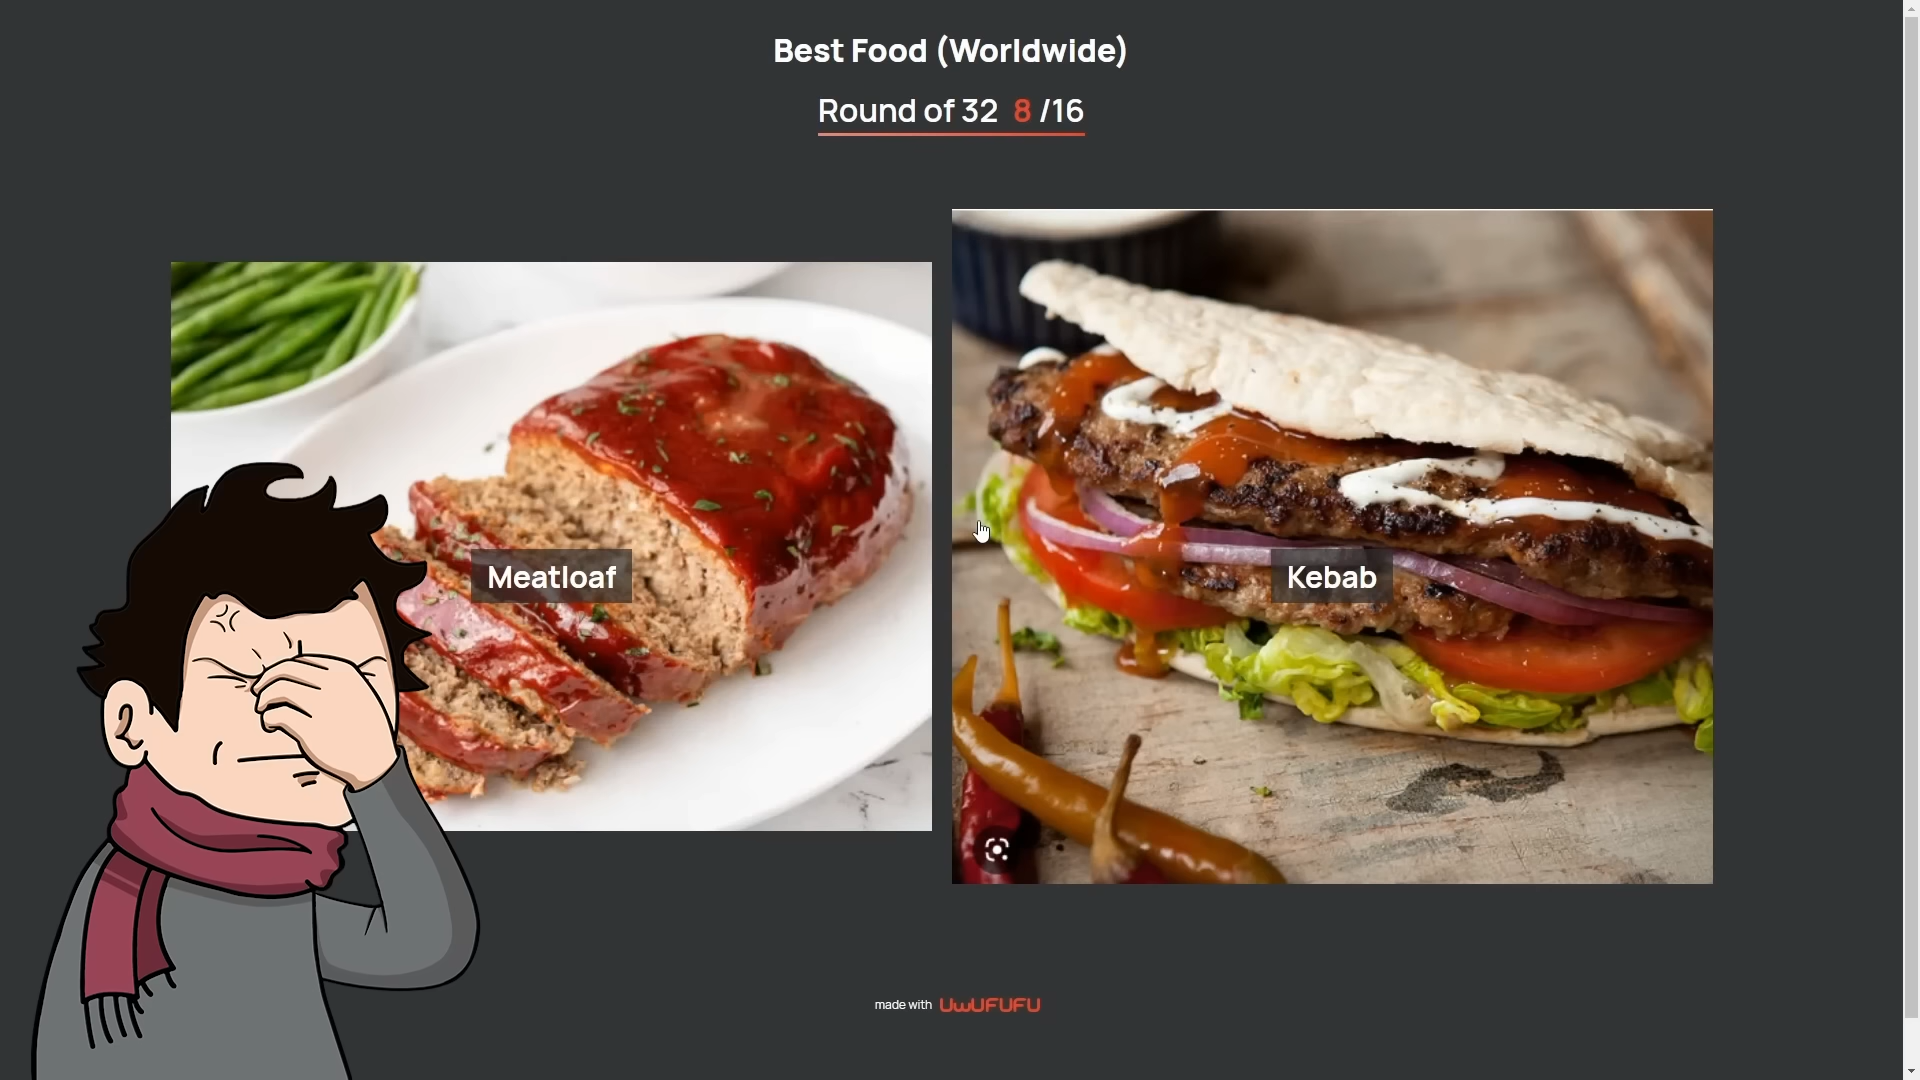 Best Food (Worldwide)
Round of 32 8 /16
Meatloaf
Kebab
made with UwUFUFU